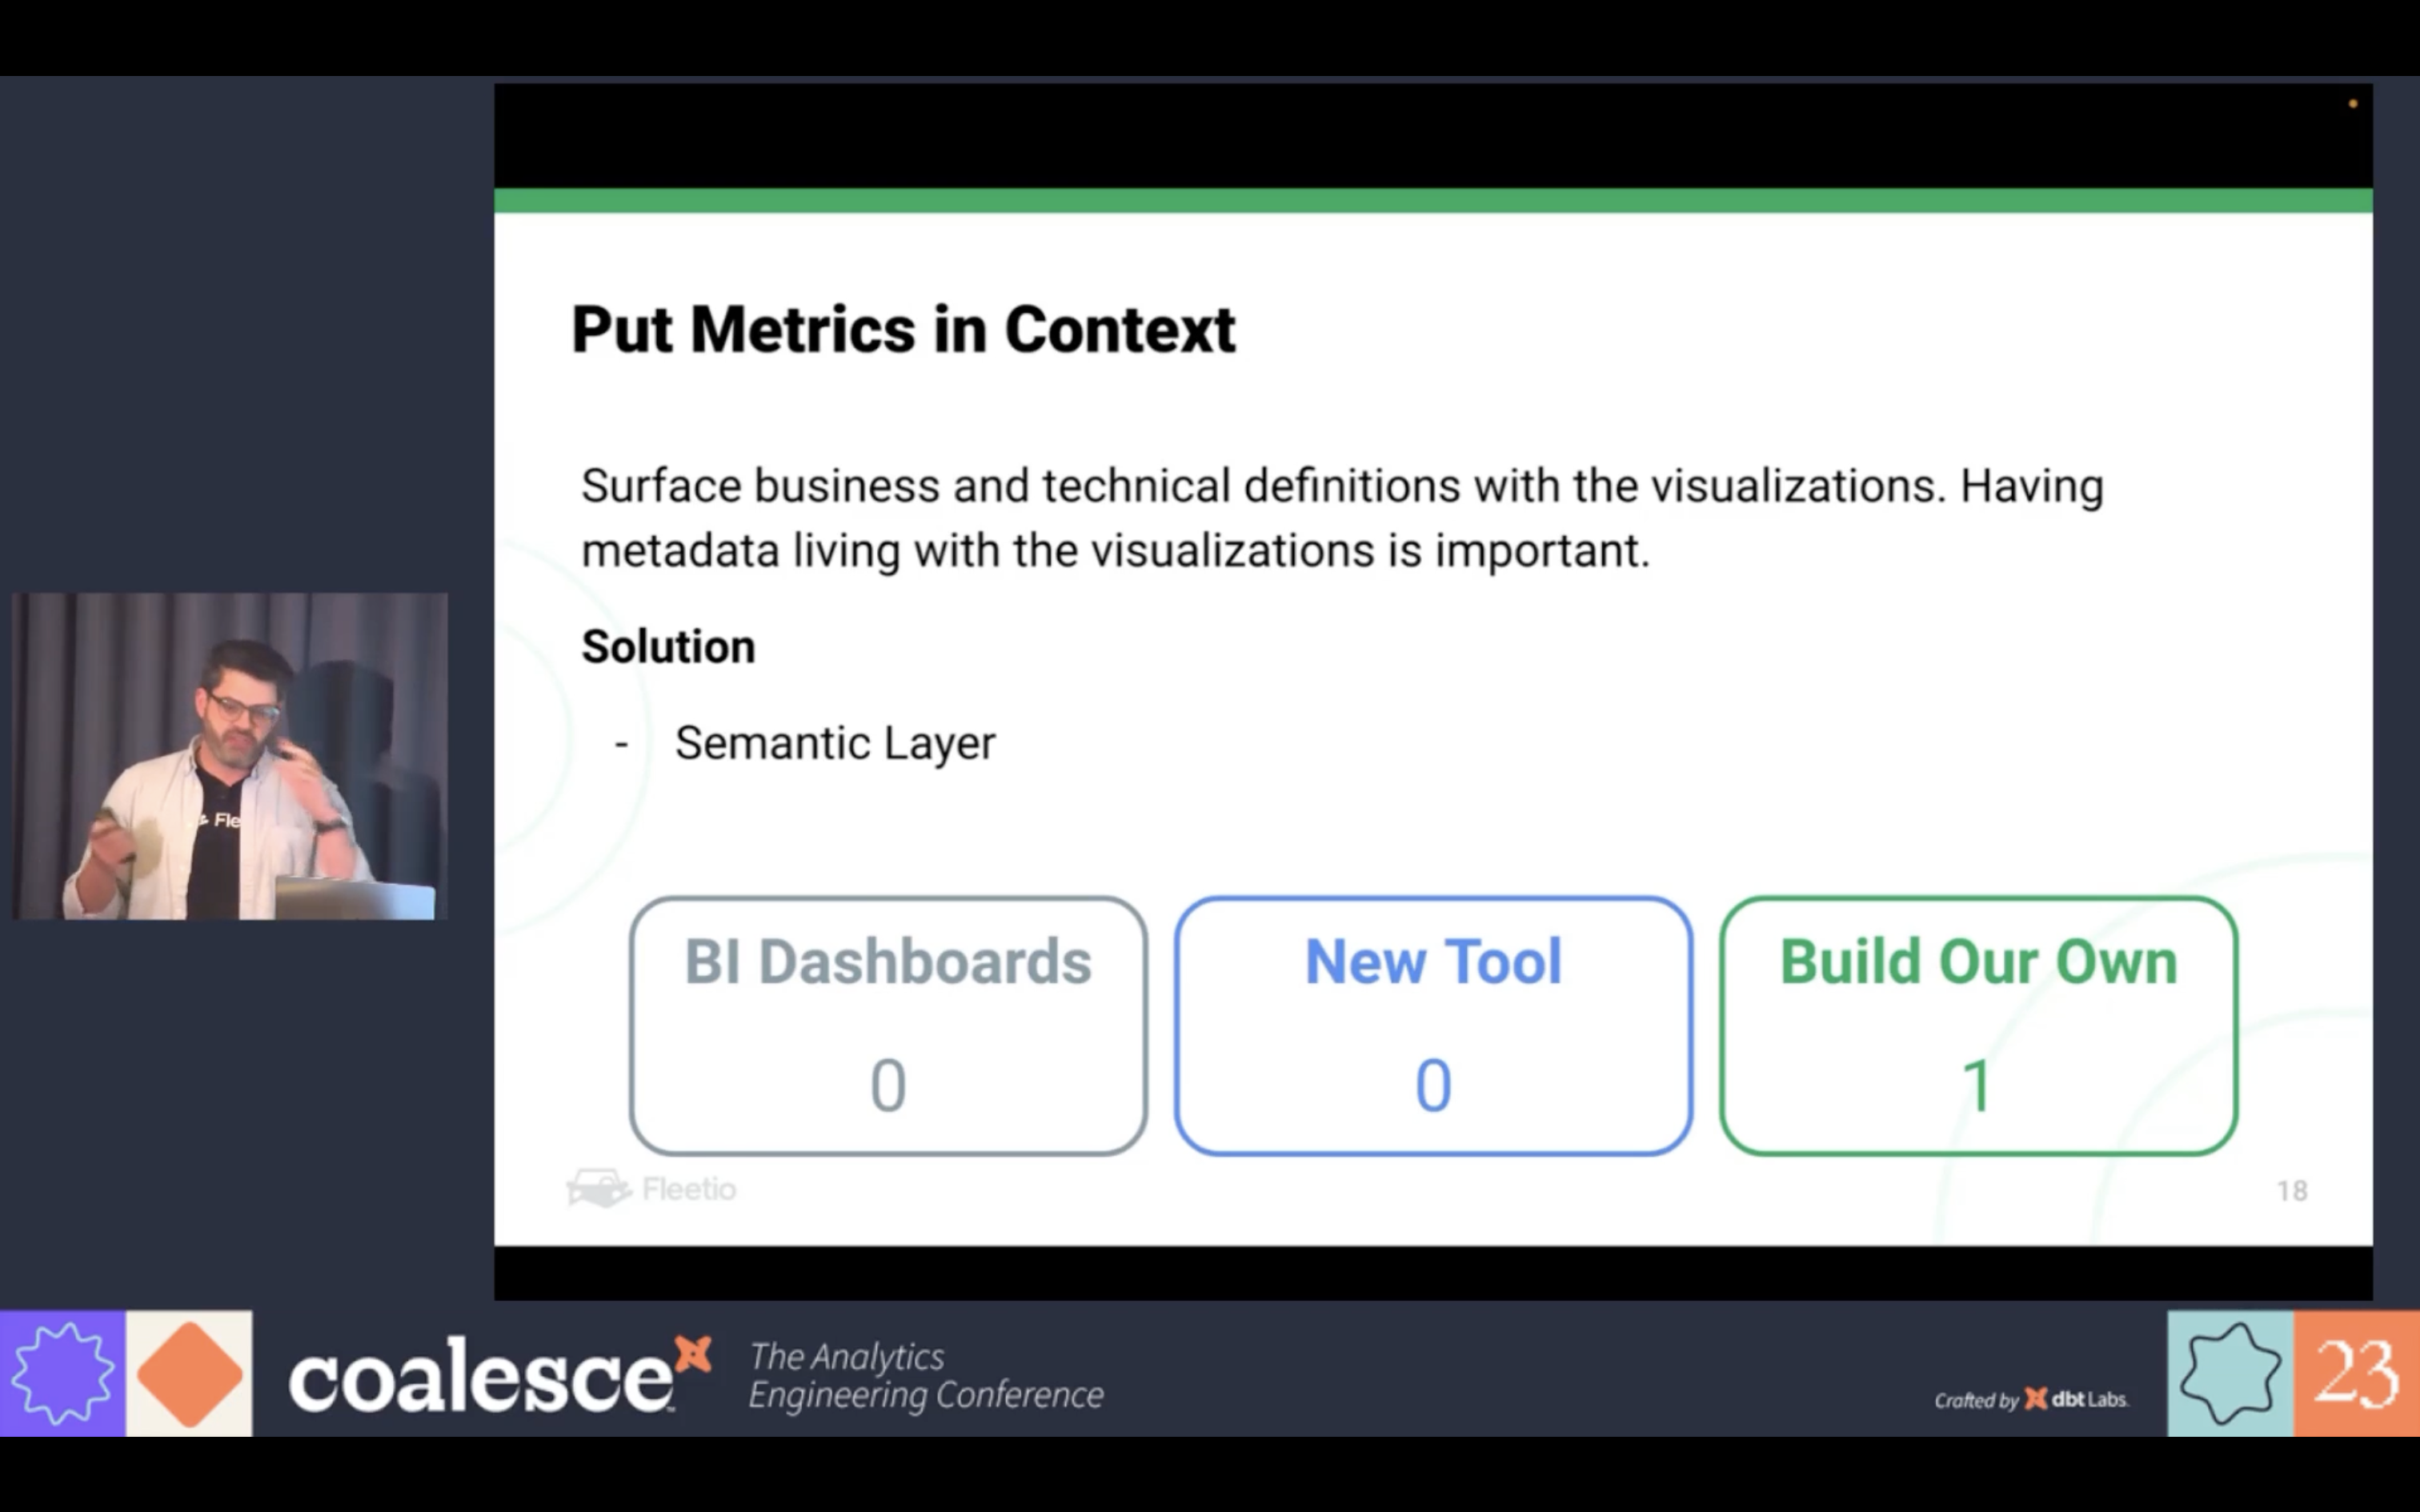 Put Metrics in Context
Surface business and technical definitions with the visualizations. Having
metadata living with the visualizations is important.
Solution
- Semantic Layer
BI Dashboards
0
New Tool
0
Build Our Own
1
Fleetio
18
Fle
coalesce
The Analytics
Engineering Conference
Crafted by dbt Labs
23